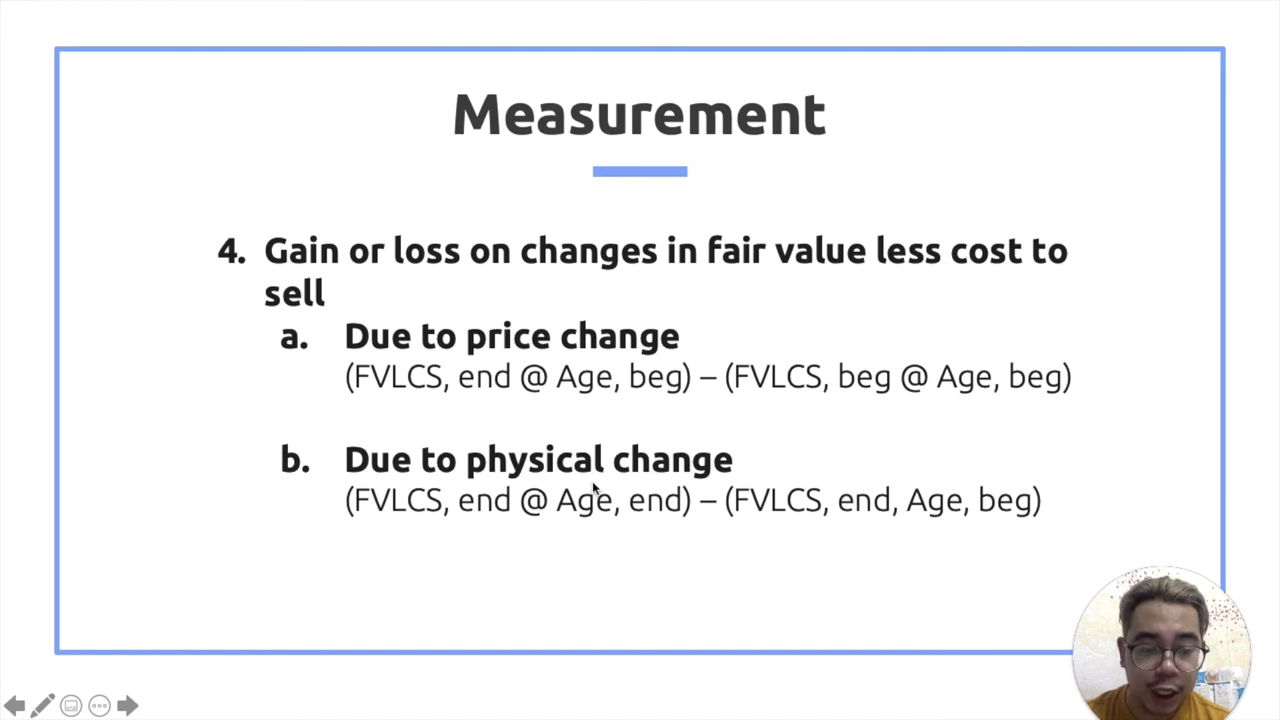 Measurement
4. Gain or loss on changes in fair value less cost to
sell
a. Due to price change
(FVLCS, end @ Age, beg) – (FVLCS, beg @ Age, beg)
b. Due to physical change
(FVLCS, end @ Age, end) – (FVLCS, end, Age, beg)